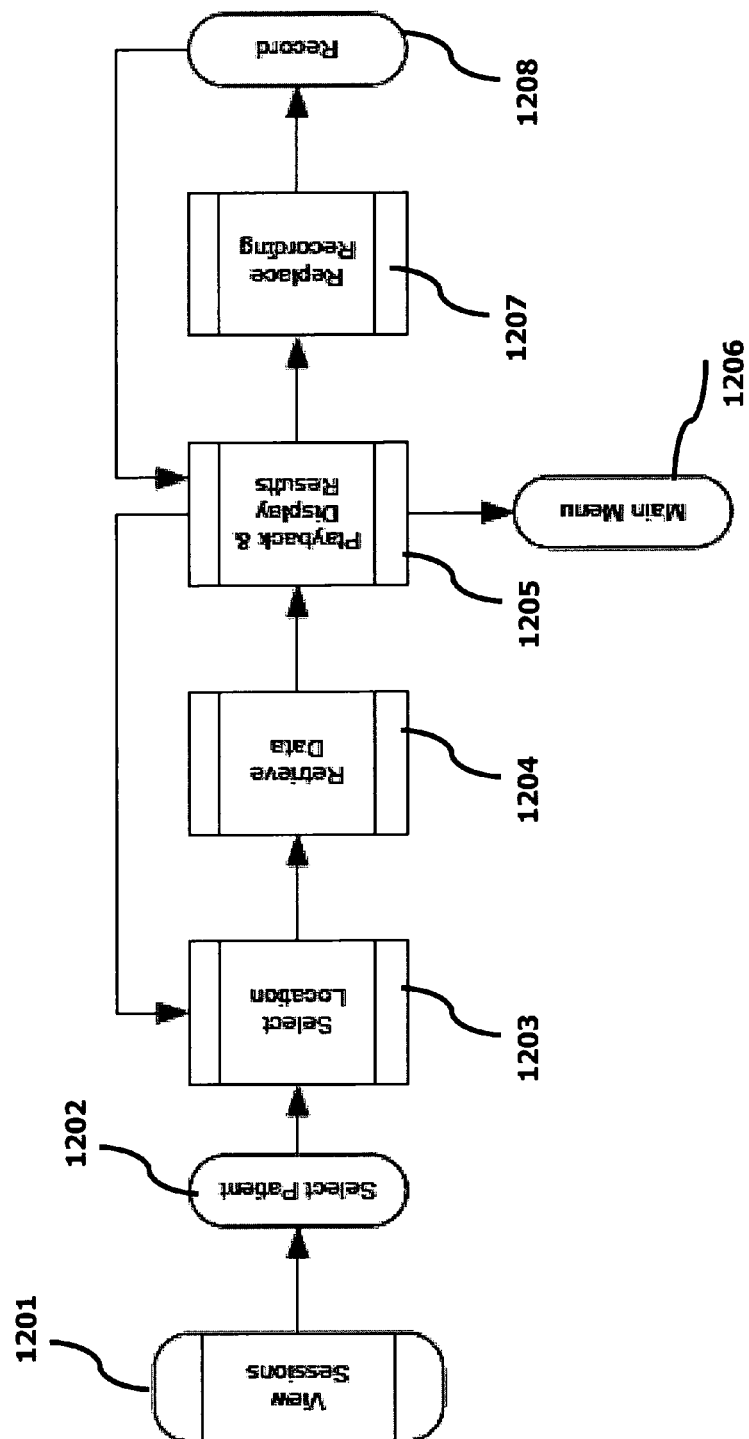 View
Sessions
1201
Select Patient
1202
Select
Location
1203
Retrieve
Data
1204
Playback &
Display
Results
1205
Main Menu
1206
Replace
Recording
1207
Record
1208